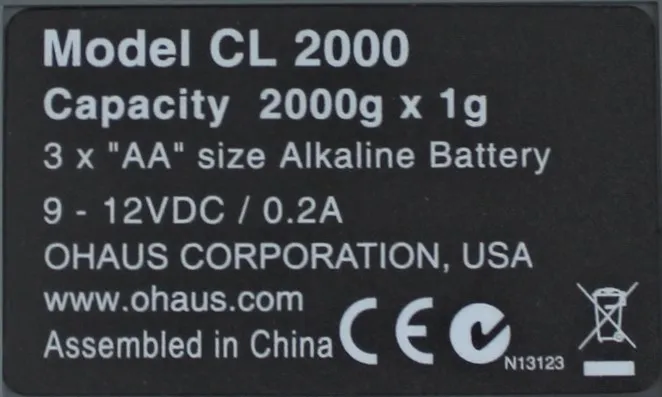 Model CL 2000
Capacity 2000g x 1g
3 x "AA" size Alkaline Battery
9 - 12VDC / 0.2A
OHAUS CORPORATION, USA
www.ohaus.com
Assembled in China
CE
N13123